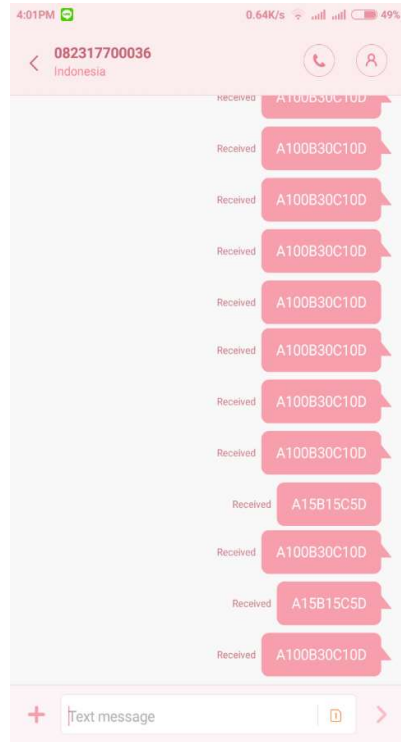 4:01PM 0.64K/s 49%
082317700036
Indonesia
Received A100B30C10D
Received A100B30C10D
Received A100B30C10D
Received A100B30C10D
Received A100B30C10D
Received A100B30C10D
Received A100B30C10D
Received A100B30C10D
Received A15B15C5D
Received A100B30C10D
Received A15B15C5D
Received A100B30C10D
Text message